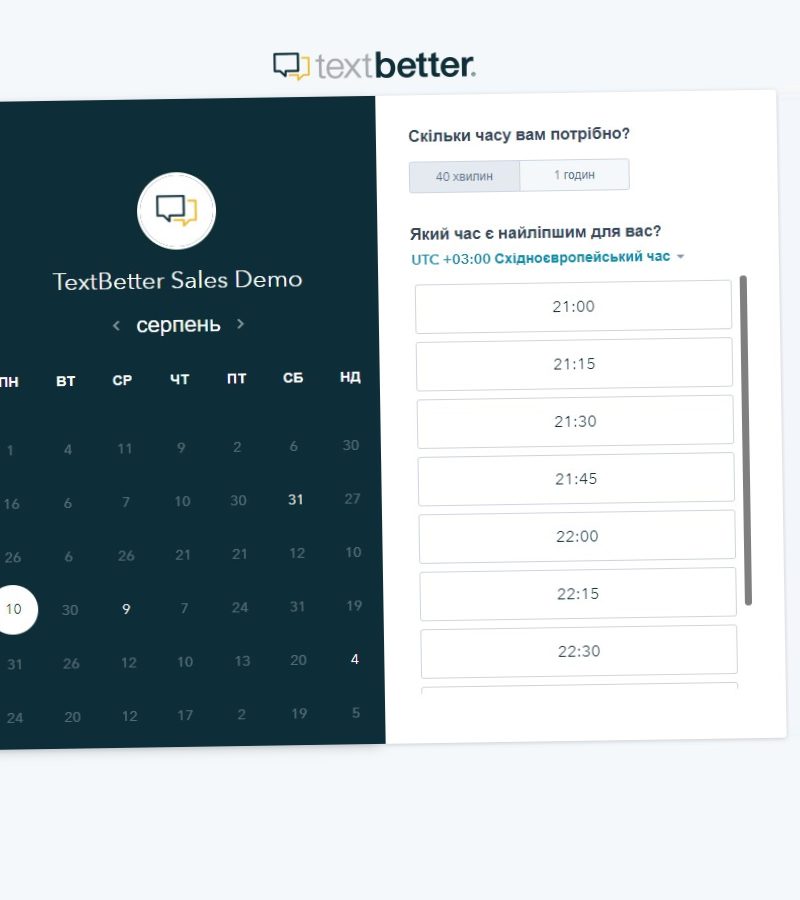 textbetter.
TextBetter Sales Demo
‹ серпень ›
ПН ВТ СР ЧТ ПТ СБ НД
1 4 11 9 2 6 30
16 6 7 10 30 31 27
26 6 26 21 21 12 10
10 30 9 7 24 31 19
31 26 12 10 13 20 4
24 20 12 17 2 19 5
Скільки часу вам потрібно?
40 хвилин 1 годин
Який час є найліпшим для вас?
UTC +03:00 Східноєвропейський час
21:00
21:15
21:30
21:45
22:00
22:15
22:30